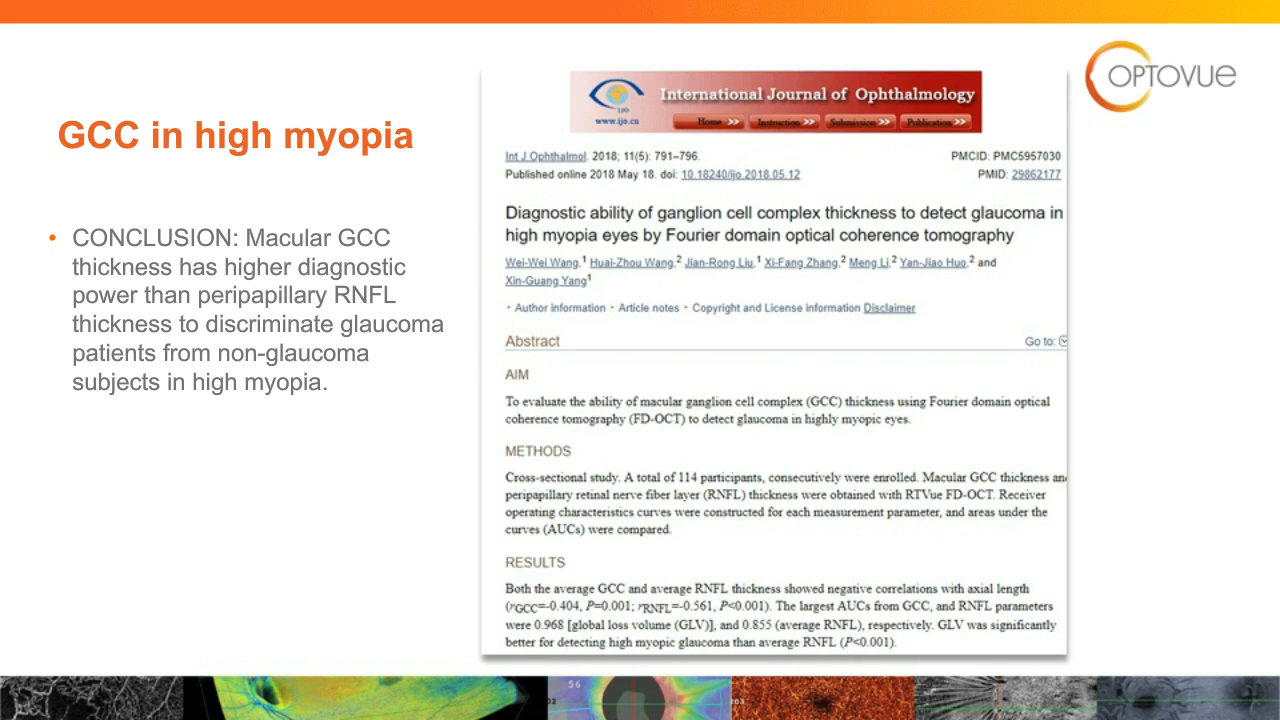 OPTOVUE
GCC in high myopia
• CONCLUSION: Macular GCC
thickness has higher diagnostic
power than peripapillary RNFL
thickness to discriminate glaucoma
patients from non-glaucoma
subjects in high myopia.
International Journal of Ophthalmology
IJO
www.ijo.cn
Home >> Instruction >> Submission >> Publication >>
Int J Ophthalmol. 2018; 11(5): 791–796. PMCID: PMC5957030
Published online 2018 May 18. doi: 10.18240/ijo.2018.05.12 PMID: 29862177
Diagnostic ability of ganglion cell complex thickness to detect glaucoma in
high myopia eyes by Fourier domain optical coherence tomography
Wei-Wei Wang,1 Huai-Zhou Wang,2 Jian-Rong Liu,1 Xi-Fang Zhang,2 Meng Li,2 Yan-Jiao Huo,2 and
Xin-Guang Yang1
• Author information • Article notes • Copyright and License information Disclaimer
Abstract Go to:
AIM
To evaluate the ability of macular ganglion cell complex (GCC) thickness using Fourier domain optical
coherence tomography (FD-OCT) to detect glaucoma in highly myopic eyes.
METHODS
Cross-sectional study. A total of 114 participants, consecutively were enrolled. Macular GCC thickness and
peripapillary retinal nerve fiber layer (RNFL) thickness were obtained with RTVue FD-OCT. Receiver
operating characteristics curves were constructed for each measurement parameter, and areas under the
curves (AUCs) were compared.
RESULTS
Both the average GCC and average RNFL thickness showed negative correlations with axial length
(rGCC=-0.404, P=0.001; rRNFL=-0.561, P<0.001). The largest AUCs from GCC, and RNFL parameters
were 0.968 [global loss volume (GLV)], and 0.855 (average RNFL), respectively. GLV was significantly
better for detecting high myopic glaucoma than average RNFL (P<0.001).
56